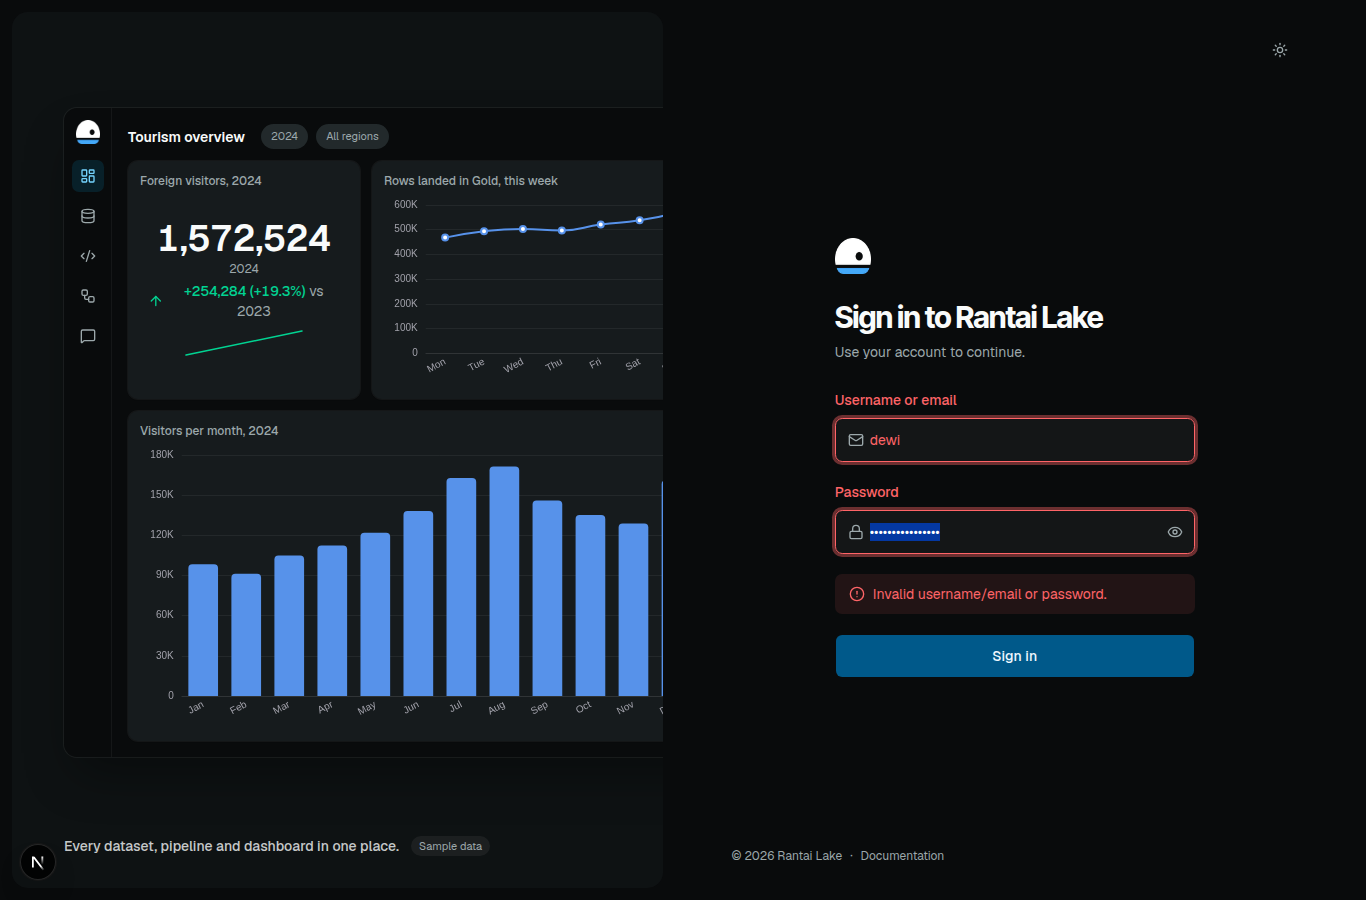 Tourism overview
2024
All regions
Foreign visitors, 2024
1,572,524
2024
+254,284 (+19.3%) vs
2023
Rows landed in Gold, this week
600K
500K
400K
300K
200K
100K
0
Mon
Tue
Wed
Thu
Fri
Sat
Visitors per month, 2024
180K
150K
120K
90K
60K
30K
0
Jan
Feb
Mar
Apr
May
Jun
Jul
Aug
Sep
Oct
Nov
Every dataset, pipeline and dashboard in one place.
Sample data
N
Sign in to Rantai Lake
Use your account to continue.
Username or email
dewi
Password
••••••••••••••••
Invalid username/email or password.
Sign in
© 2026 Rantai Lake · Documentation